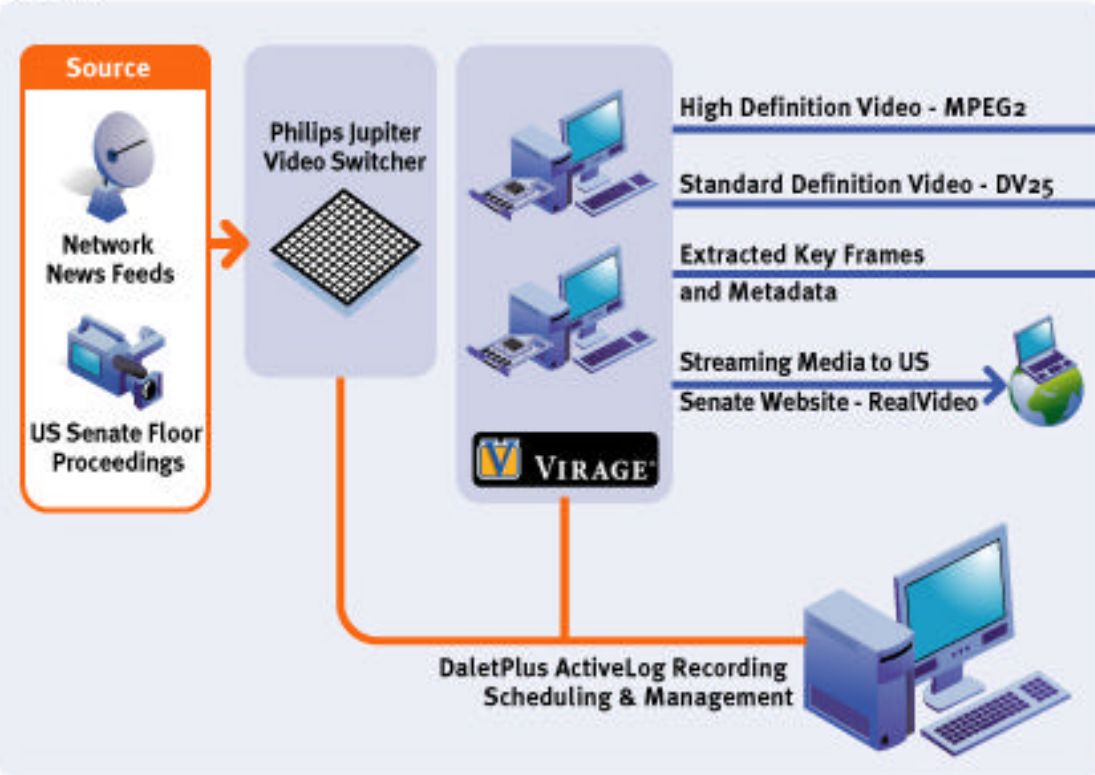 Source
Network
News Feeds
US Senate Floor
Proceedings
Philips Jupiter
Video Switcher
VIRAGE
High Definition Video - MPEG2
Standard Definition Video - DV25
Extracted Key Frames
and Metadata
Streaming Media to US
Senate Website - RealVideo
DaletPlus ActiveLog Recording
Scheduling & Management